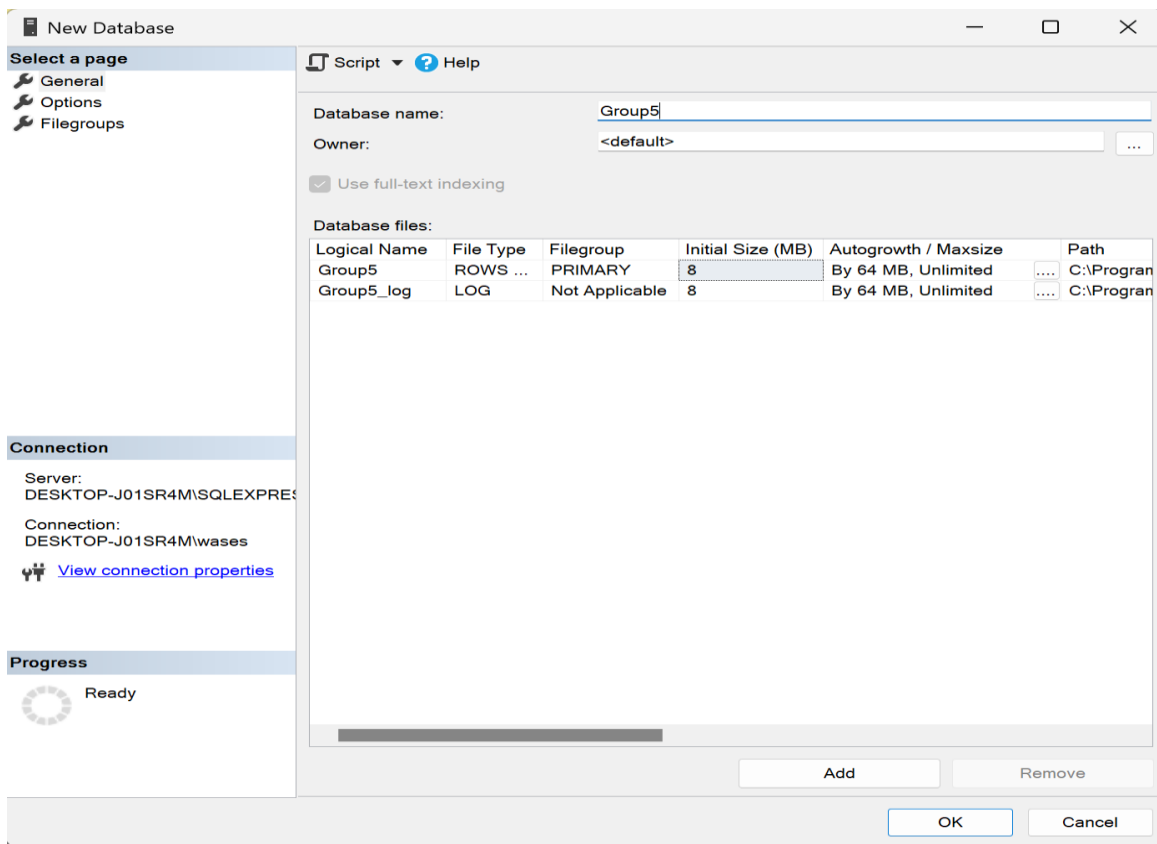 New Database
Select a page
General
Options
Filegroups
Script
Help
Database name: Group5
Owner: <default>
...
Use full-text indexing
Database files:
Logical Name File Type Filegroup Initial Size (MB) Autogrowth / Maxsize Path
Group5 ROWS ... PRIMARY 8 By 64 MB, Unlimited .... C:\Program
Group5_log LOG Not Applicable 8 By 64 MB, Unlimited .... C:\Program
Connection
Server:
DESKTOP-J01SR4M\SQLEXPRES
Connection:
DESKTOP-J01SR4M\wases
View connection properties
Progress
Ready
Add Remove
OK Cancel